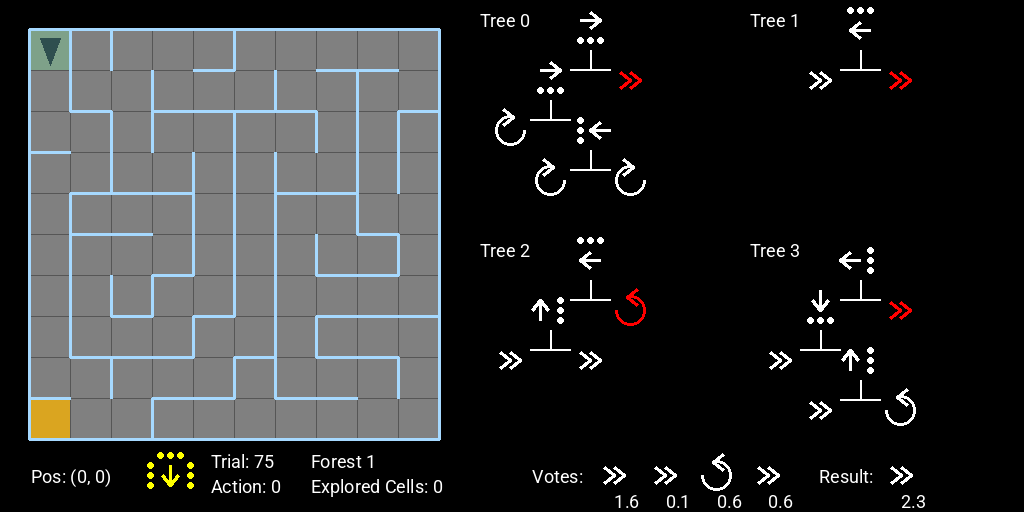 Tree 0
Tree 1
Tree 2
Tree 3
Pos: (0, 0)
Trial: 75
Forest 1
Action: 0
Explored Cells: 0
Votes:
Result:
1.6
0.1
0.6
0.6
2.3